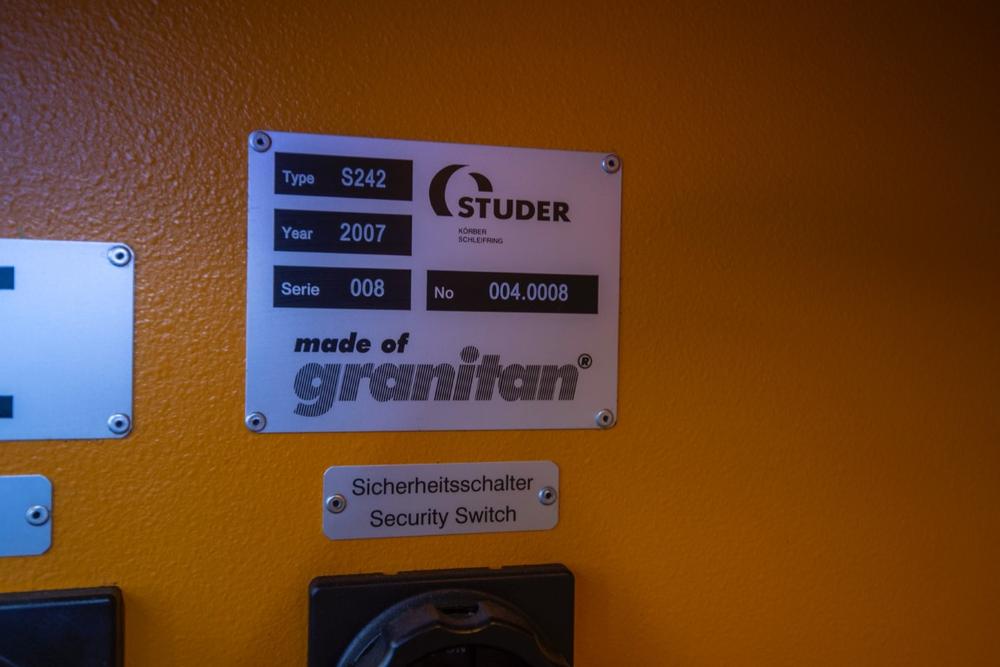 Type S242
STUDER
KÖRBER
SCHLEIFRING
Year 2007
Serie 008
No 004.0008
made of
granitan®
Sicherheitsschalter
Security Switch